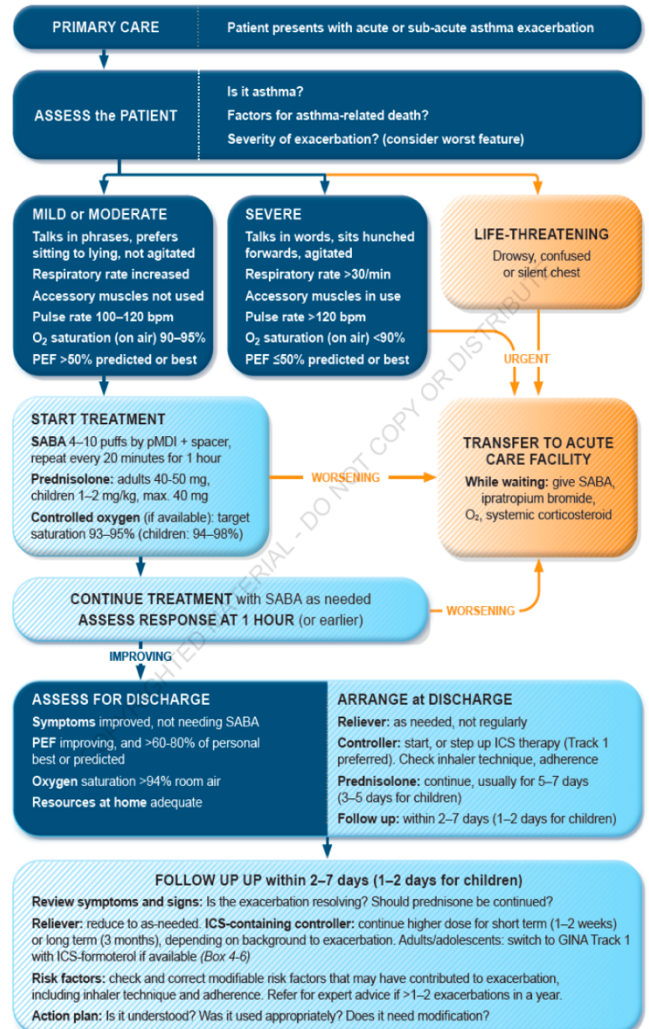 PRIMARY CARE
Patient presents with acute or sub-acute asthma exacerbation
ASSESS the PATIENT
Is it asthma?
Factors for asthma-related death?
Severity of exacerbation? (consider worst feature)
MILD or MODERATE
Talks in phrases, prefers
sitting to lying, not agitated
Respiratory rate increased
Accessory muscles not used
Pulse rate 100–120 bpm
O₂ saturation (on air) 90–95%
PEF >50% predicted or best
SEVERE
Talks in words, sits hunched
forwards, agitated
Respiratory rate >30/min
Accessory muscles in use
Pulse rate >120 bpm
O₂ saturation (on air) <90%
PEF ≤50% predicted or best
LIFE-THREATENING
Drowsy, confused
or silent chest
URGENT
START TREATMENT
SABA 4–10 puffs by pMDI + spacer,
repeat every 20 minutes for 1 hour
Prednisolone: adults 40-50 mg,
children 1–2 mg/kg, max. 40 mg
Controlled oxygen (if available): target
saturation 93–95% (children: 94–98%)
WORSENING
TRANSFER TO ACUTE
CARE FACILITY
While waiting: give SABA,
ipratropium bromide,
O₂, systemic corticosteroid
CONTINUE TREATMENT with SABA as needed
ASSESS RESPONSE AT 1 HOUR (or earlier)
WORSENING
IMPROVING
ASSESS FOR DISCHARGE
Symptoms improved, not needing SABA
PEF improving, and >60-80% of personal
best or predicted
Oxygen saturation >94% room air
Resources at home adequate
ARRANGE at DISCHARGE
Reliever: as needed, not regularly
Controller: start, or step up ICS therapy (Track 1
preferred). Check inhaler technique, adherence
Prednisolone: continue, usually for 5–7 days
(3–5 days for children)
Follow up: within 2–7 days (1–2 days for children)
FOLLOW UP UP within 2–7 days (1–2 days for children)
Review symptoms and signs: Is the exacerbation resolving? Should prednisone be continued?
Reliever: reduce to as-needed. ICS-containing controller: continue higher dose for short term (1–2 weeks)
or long term (3 months), depending on background to exacerbation. Adults/adolescents: switch to GINA Track 1
with ICS-formoterol if available (Box 4-6)
Risk factors: check and correct modifiable risk factors that may have contributed to exacerbation,
including inhaler technique and adherence. Refer for expert advice if >1–2 exacerbations in a year.
Action plan: Is it understood? Was it used appropriately? Does it need modification?
MATERIAL - DO NOT COPY OR DISTRIBUTE